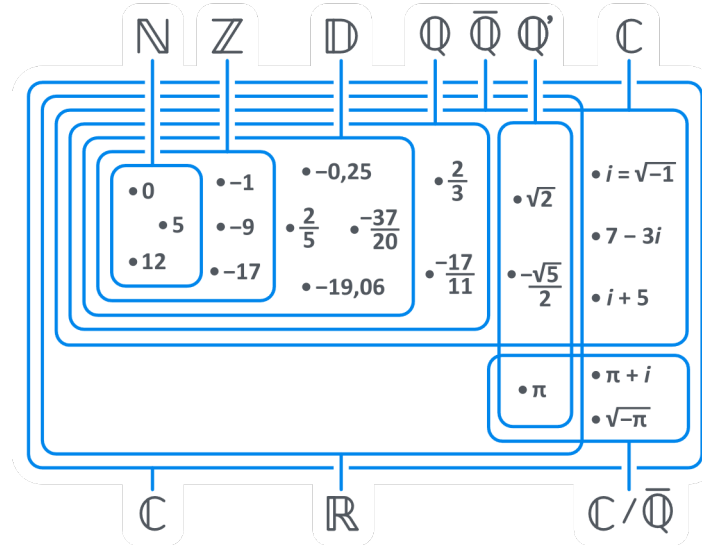 ℕ ℤ 𝔻 ℚ ℚ̅ ℚ’ ℂ
•0 •5 •12
•−1 •−9 •−17
•−0,25
•2/5 •−37/20
•−19,06
•2/3
•−17/11
•√2
•−√5/2
•i = √−1
•7 − 3i
•i + 5
•π
•π + i
•√−π
ℂ ℝ ℂ/ℚ̅